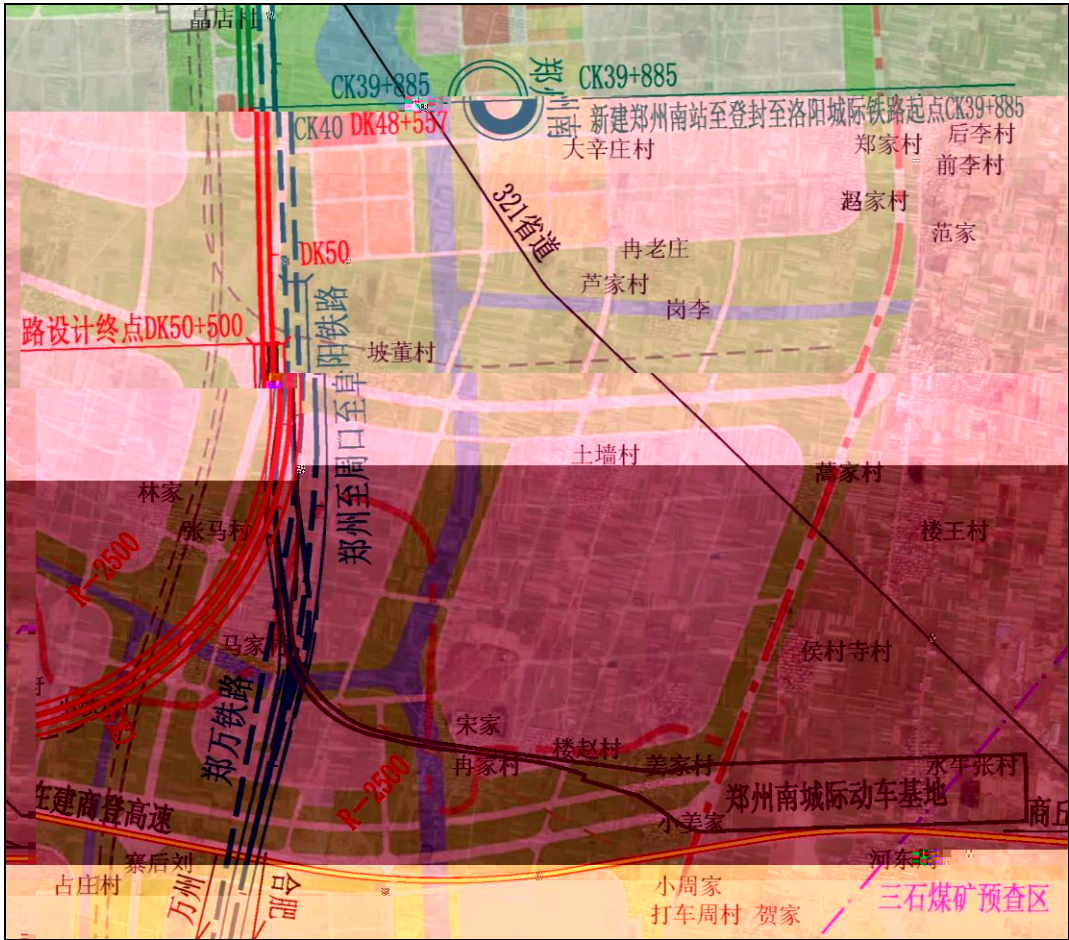 CK39+885
郑州南
CK39+885
新建郑州南站至登封至洛阳城际铁路起点CK39+885
CK40
DK48+557
大辛庄村
郑家村
后李村
前李村
321省道
范家
DK50
冉老庄
芦家村
岗李
路设计终点DK50+500
坡董村
郑州至周口至阜阳铁路
土墙村
蒿家村
林家
张马村
楼王村
R-2500
马家
侯村寺村
郑万铁路
宋家
楼赵村
冉家村
姜家村
水牛张村
R-2500
郑州南城际动车基地
在建商登高速
小姜家
商丘
寨后刘
河东
占庄村
万州
合肥
小周家
三石煤矿预查区
打车周村
贺家